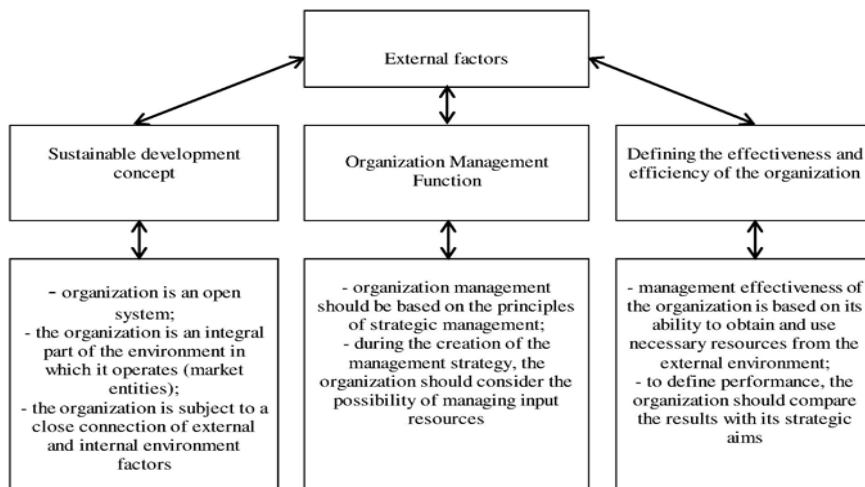 External factors
Sustainable development
concept
Organization Management
Function
Defining the effectiveness and
efficiency of the organization
- organization is an open
system;
- the organization is an integral
part of the environment in
which it operates (market
entities);
- the organization is subject to a
close connection of external
and internal environment
factors
- organization management
should be based on the principles
of strategic management;
- during the creation of the
management strategy, the
organization should consider the
possibility of managing input
resources
- management effectiveness of
the organization is based on its
ability to obtain and use
necessary resources from the
external environment;
- to define performance, the
organization should compare
the results with its strategic
aims